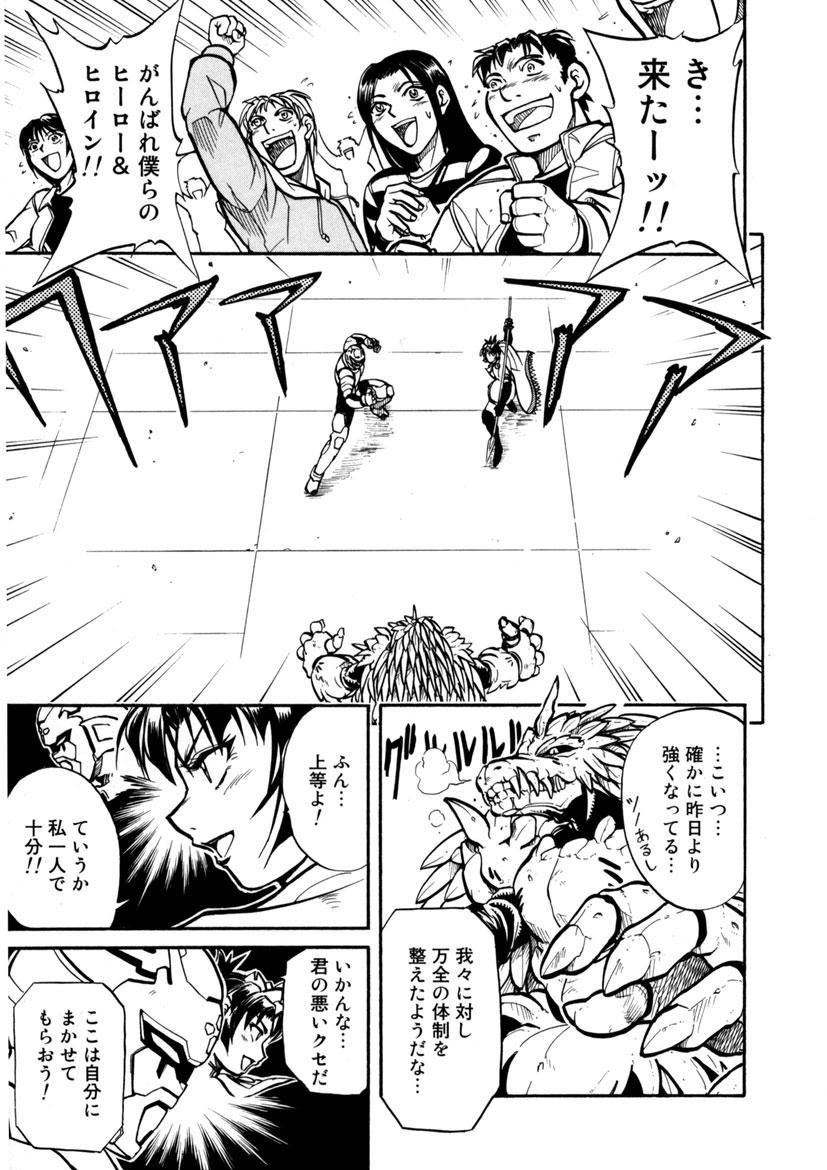 き…
来たーッ!!
がんばれ僕らの
ヒーロー&
ヒロイン!!
ワアアアア
…こいつ…
確かに昨日より
強くなってる…
ツノあるし
グルルルル
我々に対し
万全の体制を
整えたようだな…
ふん…
上等よ!
ていうか
私一人で
十分!!
いかんな…
君の悪いクセだ
ここは自分に
まかせて
もらおう!